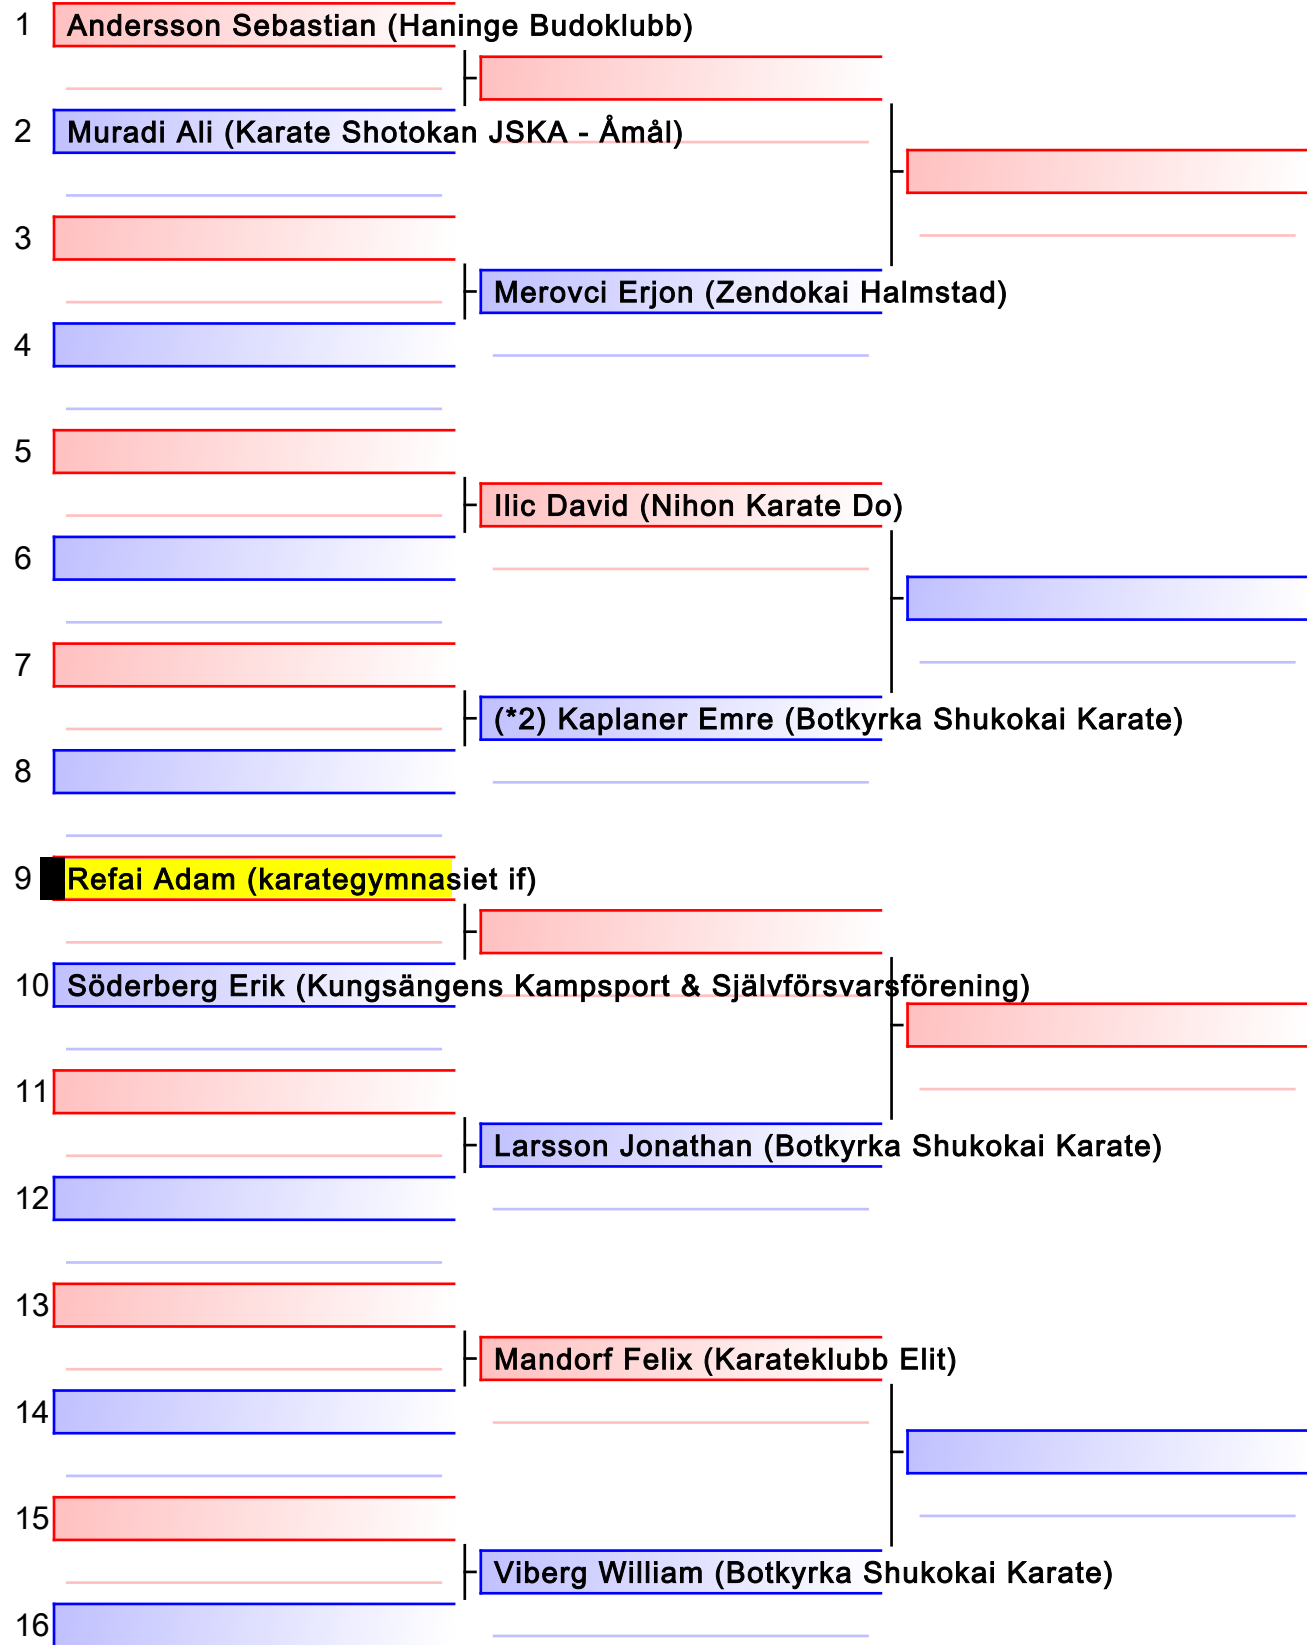 1 Andersson Sebastian (Haninge Budoklubb)
2 Muradi Ali (Karate Shotokan JSKA - Åmål)
3
Merovci Erjon (Zendokai Halmstad)
4
5
Ilic David (Nihon Karate Do)
6
7
(*2) Kaplaner Emre (Botkyrka Shukokai Karate)
8
9 Refai Adam (karategymnasiet if)
10 Söderberg Erik (Kungsängens Kampsport & Självförsvarsförening)
11
Larsson Jonathan (Botkyrka Shukokai Karate)
12
13
Mandorf Felix (Karateklubb Elit)
14
15
Viberg William (Botkyrka Shukokai Karate)
16